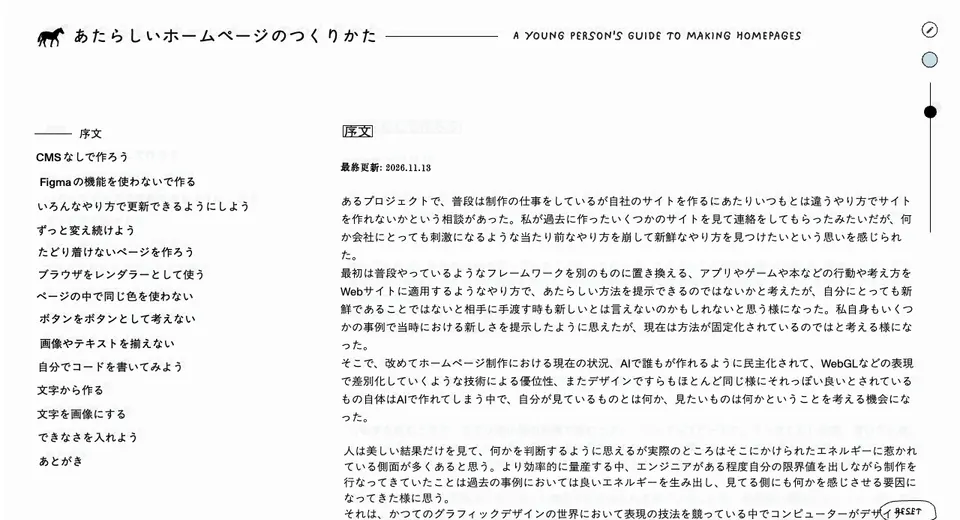 あたらしいホームページのつくりかた
A YOUNG PERSON'S GUIDE TO MAKING HOMEPAGES
序文
CMSなしで作ろう
Figmaの機能を使わないで作る
いろんなやり方で更新できるようにしよう
ずっと変え続けよう
たどり着けないページを作ろう
ブラウザをレンダラーとして使う
ページの中で同じ色を使わない
ボタンをボタンとして考えない
画像やテキストを揃えない
自分でコードを書いてみよう
文字から作る
文字を画像にする
できなさを入れよう
あとがき
序文
最終更新: 2026.11.13
あるプロジェクトで、普段は制作の仕事をしているが自社のサイトを作るにあたりいつもとは違うやり方でサイト
を作れないかという相談があった。私が過去に作ったいくつかのサイトを見て連絡をしてもらったみたいだが、何
か会社にとっても刺激になるような当たり前なやり方を崩して新鮮なやり方を見つけたいという思いを感じられ
た。
最初は普段やっているようなフレームワークを別のものに置き換える、アプリやゲームや本などの行動や考え方を
Webサイトに適用するようなやり方で、あたらしい方法を提示できるのではないかと考えたが、自分にとっても新
鮮であることではないと相手に手渡す時も新しいとは言えないのかもしれないと思う様になった。私自身もいくつ
かの事例で当時における新しさを提示したように思えたが、現在は方法が固定化されているのではと考える様にな
った。
そこで、改めてホームページ制作における現在の状況、AIで誰もが作れるように民主化されて、WebGLなどの表現
で差別化していくような技術による優位性、またデザインですらもほとんど同じ様にそれっぽい良いとされている
もの自体はAIで作れてしまう中で、自分が見ているものとは何か、見たいものは何かということを考える機会にな
った。
人は美しい結果だけを見て、何かを判断するように思えるが実際のところはそこにかけられたエネルギーに惹かれ
ている側面が多くあると思う。より効率的に量産する中、エンジニアがある程度自分の限界値を出しながら制作を
行なってきていたことは過去の事例においては良いエネルギーを生み出し、見てる側にも何かを感じさせる要因に
なってきた様に思う。
それは、かつてのグラフィックデザインの世界において表現の技法を競っている中でコンピューターがデザイ
RESET